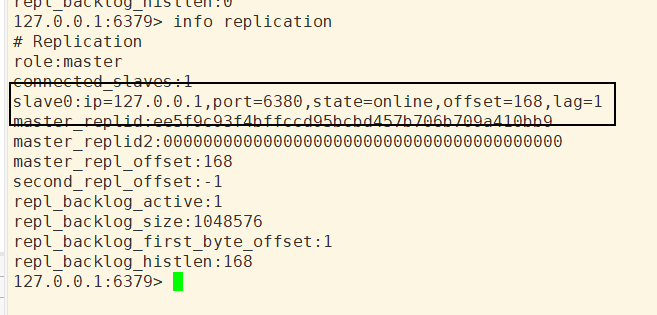 repl_backlog_histlen:0
127.0.0.1:6379> info replication
# Replication
role:master
connected_slaves:1
slave0:ip=127.0.0.1,port=6380,state=online,offset=168,lag=1
master_replid:ee5f9c93f4bffccd95bcbd457b706b709a410bb9
master_replid2:0000000000000000000000000000000000000000
master_repl_offset:168
second_repl_offset:-1
repl_backlog_active:1
repl_backlog_size:1048576
repl_backlog_first_byte_offset:1
repl_backlog_histlen:168
127.0.0.1:6379>